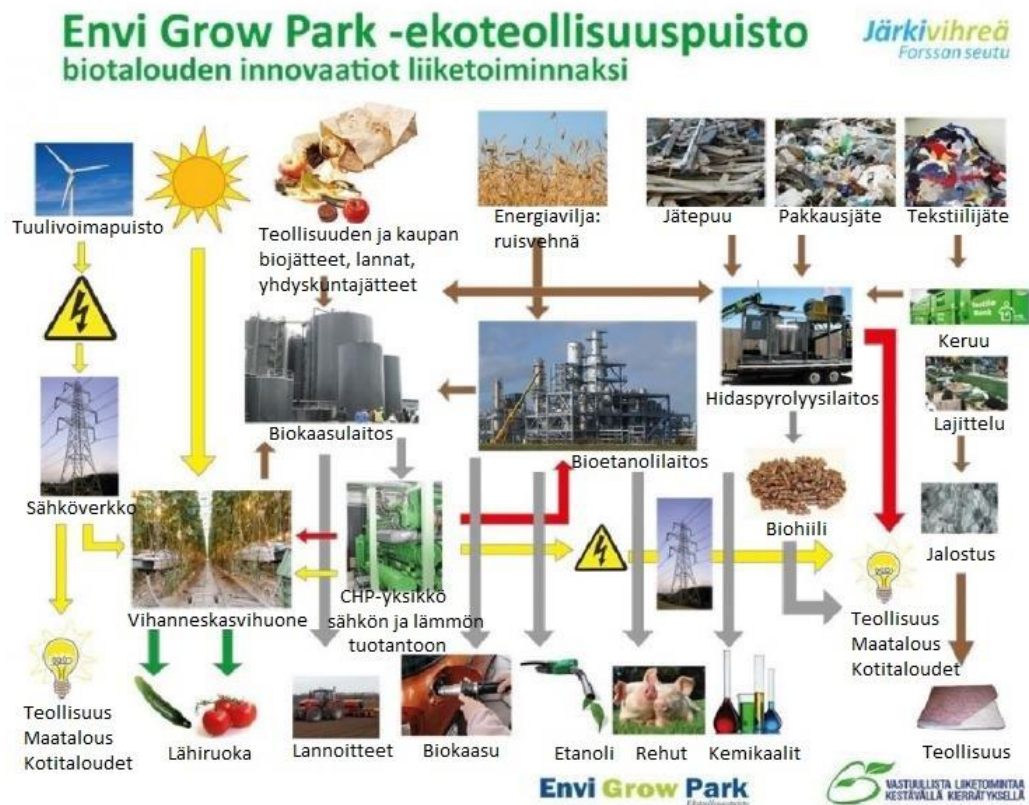 Envi Grow Park -ekoteollisuuspuisto
biotalouden innovaatiot liiketoiminnaksi
Järkivihreä
Forssan seutu
Tuulivoimapuisto
Teollisuuden ja kaupan
biojätteet, lannat,
yhdyskuntajätteet
Energiavilja:
ruisvehnä
Jätepuu
Pakkausjäte
Tekstiilijäte
Keruu
Biokaasulaitos
Bioetanolilaitos
Hidaspyrolyysilaitos
Lajittelu
Sähköverkko
Biohiili
Jalostus
Vihanneskasvihuone
CHP-yksikkö
sähkön ja lämmön
tuotantoon
Teollisuus
Maatalous
Kotitaloudet
Teollisuus
Maatalous
Kotitaloudet
Lähiruoka
Lannoitteet
Biokaasu
Etanoli
Rehut
Kemikaalit
Teollisuus
Envi Grow Park
Ekoteollisuuspuisto
VASTUULLISTA LIIKETOIMINTAA
KESTÄVÄLLÄ KIERRÄTYKSELLÄ